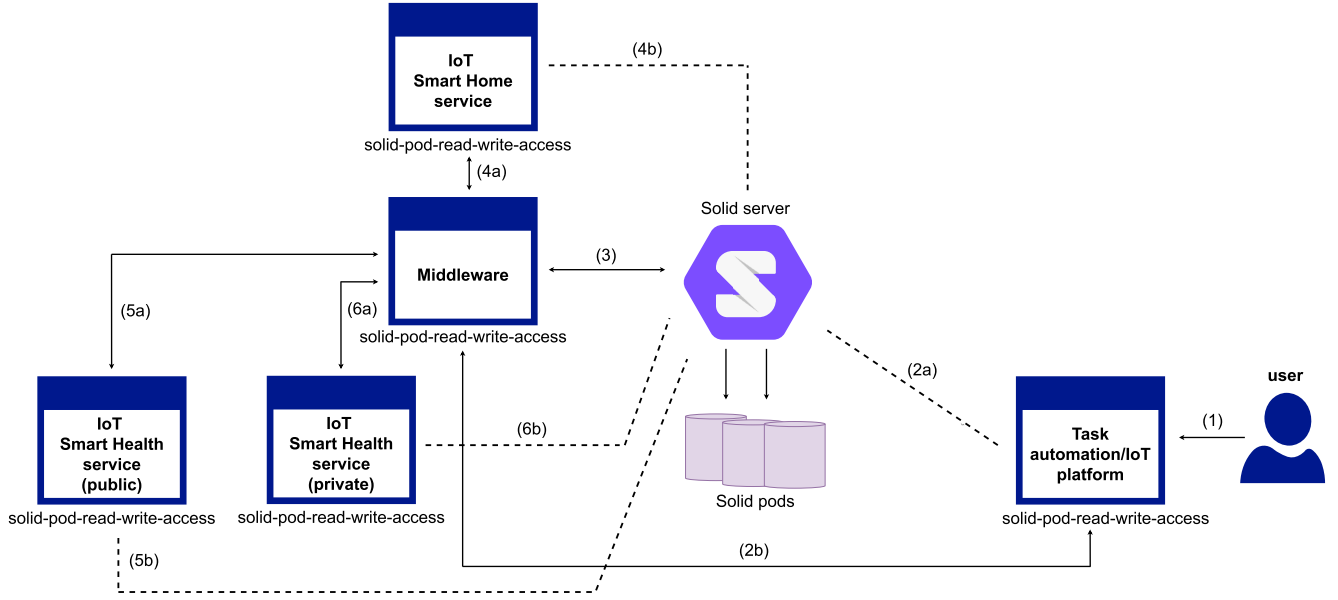 IoT
Smart Home
service
solid-pod-read-write-access
(4b)
(4a)
Solid server
Middleware
solid-pod-read-write-access
(3)
(5a)
(6a)
(2a)
user
IoT
Smart Health
service
(public)
solid-pod-read-write-access
IoT
Smart Health
service
(private)
solid-pod-read-write-access
(6b)
Solid pods
Task
automation/IoT
platform
solid-pod-read-write-access
(1)
(5b)
(2b)